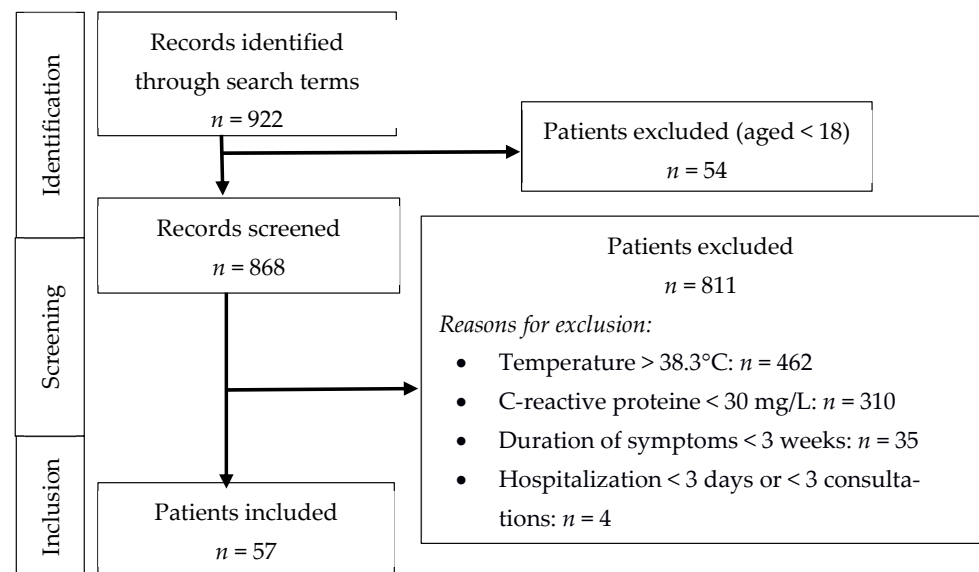 Identification
Records identified
through search terms
n = 922
Patients excluded (aged < 18)
n = 54
Screening
Records screened
n = 868
Patients excluded
n = 811
Reasons for exclusion:
• Temperature > 38.3°C: n = 462
• C-reactive proteine < 30 mg/L: n = 310
• Duration of symptoms < 3 weeks: n = 35
• Hospitalization < 3 days or < 3 consulta-
tions: n = 4
Inclusion
Patients included
n = 57